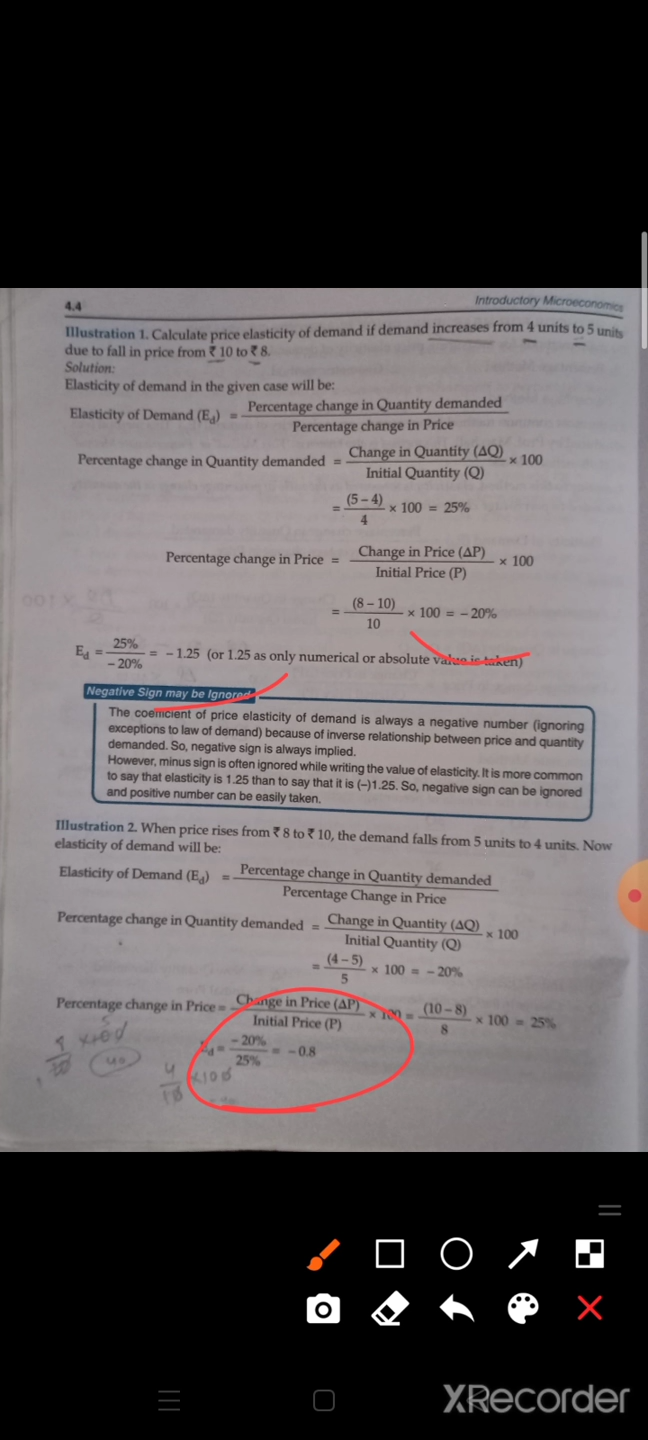 4.4
Introductory Microeconomics
Illustration 1. Calculate price elasticity of demand if demand increases from 4 units to 5 units
due to fall in price from ₹ 10 to ₹ 8.
Solution:
Elasticity of demand in the given case will be:
Elasticity of Demand (Ed) = Percentage change in Quantity demanded / Percentage change in Price
Percentage change in Quantity demanded = Change in Quantity (ΔQ) / Initial Quantity (Q) × 100
= (5 – 4) / 4 × 100 = 25%
Percentage change in Price = Change in Price (ΔP) / Initial Price (P) × 100
= (8 – 10) / 10 × 100 = – 20%
Ed = 25% / – 20% = – 1.25 (or 1.25 as only numerical or absolute value is taken)
Negative Sign may be Ignored
The coefficient of price elasticity of demand is always a negative number (ignoring
exceptions to law of demand) because of inverse relationship between price and quantity
demanded. So, negative sign is always implied.
However, minus sign is often ignored while writing the value of elasticity. It is more common
to say that elasticity is 1.25 than to say that it is (–)1.25. So, negative sign can be ignored
and positive number can be easily taken.
Illustration 2. When price rises from ₹ 8 to ₹ 10, the demand falls from 5 units to 4 units. Now
elasticity of demand will be:
Elasticity of Demand (Ed) = Percentage change in Quantity demanded / Percentage Change in Price
Percentage change in Quantity demanded = Change in Quantity (ΔQ) / Initial Quantity (Q) × 100
= (4 – 5) / 5 × 100 = – 20%
Percentage change in Price = Change in Price (ΔP) / Initial Price (P) × 100 = (10 – 8) / 8 × 100 = 25%
Ed = – 20% / 25% = – 0.8
40
4 / 10 ×100
XRecorder